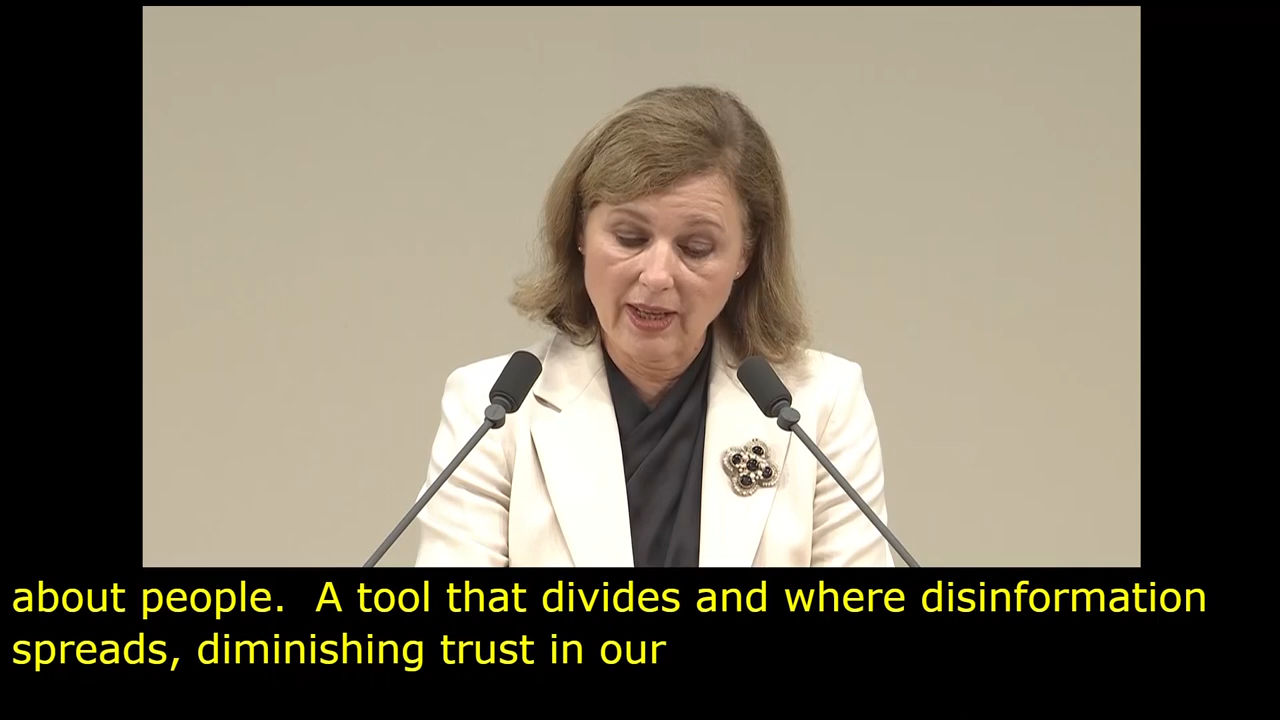 about people.  A tool that divides and where disinformation
spreads, diminishing trust in our